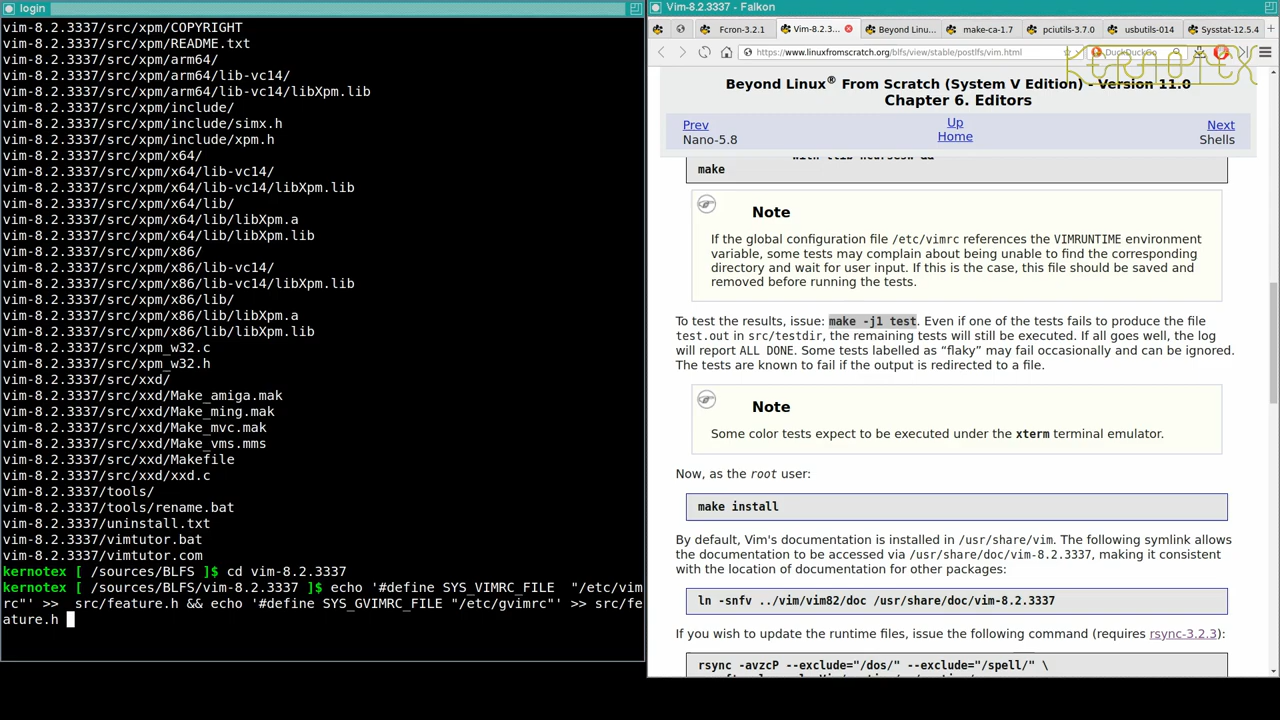 login
vim-8.2.3337/src/xpm/COPYRIGHT
vim-8.2.3337/src/xpm/README.txt
vim-8.2.3337/src/xpm/arm64/
vim-8.2.3337/src/xpm/arm64/lib-vc14/
vim-8.2.3337/src/xpm/arm64/lib-vc14/libXpm.lib
vim-8.2.3337/src/xpm/include/
vim-8.2.3337/src/xpm/include/simx.h
vim-8.2.3337/src/xpm/include/xpm.h
vim-8.2.3337/src/xpm/x64/
vim-8.2.3337/src/xpm/x64/lib-vc14/
vim-8.2.3337/src/xpm/x64/lib-vc14/libXpm.lib
vim-8.2.3337/src/xpm/x64/lib/
vim-8.2.3337/src/xpm/x64/lib/libXpm.a
vim-8.2.3337/src/xpm/x64/lib/libXpm.lib
vim-8.2.3337/src/xpm/x86/
vim-8.2.3337/src/xpm/x86/lib-vc14/
vim-8.2.3337/src/xpm/x86/lib-vc14/libXpm.lib
vim-8.2.3337/src/xpm/x86/lib/
vim-8.2.3337/src/xpm/x86/lib/libXpm.a
vim-8.2.3337/src/xpm/x86/lib/libXpm.lib
vim-8.2.3337/src/xpm_w32.c
vim-8.2.3337/src/xpm_w32.h
vim-8.2.3337/src/xxd/
vim-8.2.3337/src/xxd/Make_amiga.mak
vim-8.2.3337/src/xxd/Make_ming.mak
vim-8.2.3337/src/xxd/Make_mvc.mak
vim-8.2.3337/src/xxd/Make_vms.mms
vim-8.2.3337/src/xxd/Makefile
vim-8.2.3337/src/xxd/xxd.c
vim-8.2.3337/tools/
vim-8.2.3337/tools/rename.bat
vim-8.2.3337/uninstall.txt
vim-8.2.3337/vimtutor.bat
vim-8.2.3337/vimtutor.com
kernotex [ /sources/BLFS ]$ cd vim-8.2.3337
kernotex [ /sources/BLFS/vim-8.2.3337 ]$ echo '#define SYS_VIMRC_FILE  "/etc/vim
rc"' >>  src/feature.h && echo '#define SYS_GVIMRC_FILE "/etc/gvimrc"' >> src/fe
ature.h
Vim-8.2.3337 - Falkon
Fcron-3.2.1 Vim-8.2.3... Beyond Linu... make-ca-1.7 pciutils-3.7.0 usbutils-014 Sysstat-12.5.4
https://www.linuxfromscratch.org/blfs/view/stable/postlfs/vim.html DuckDuckGo
KERNOTEX
Beyond Linux® From Scratch (System V Edition) - Version 11.0
Chapter 6. Editors
Prev Up Next
Nano-5.8 Home Shells
make
Note
If the global configuration file /etc/vimrc references the VIMRUNTIME environment
variable, some tests may complain about being unable to find the corresponding
directory and wait for user input. If this is the case, this file should be saved and
removed before running the tests.
To test the results, issue: make -j1 test. Even if one of the tests fails to produce the file
test.out in src/testdir, the remaining tests will still be executed. If all goes well, the log
will report ALL DONE. Some tests labelled as “flaky” may fail occasionally and can be ignored.
The tests are known to fail if the output is redirected to a file.
Note
Some color tests expect to be executed under the xterm terminal emulator.
Now, as the root user:
make install
By default, Vim's documentation is installed in /usr/share/vim. The following symlink allows
the documentation to be accessed via /usr/share/doc/vim-8.2.3337, making it consistent
with the location of documentation for other packages:
ln -snfv ../vim/vim82/doc /usr/share/doc/vim-8.2.3337
If you wish to update the runtime files, issue the following command (requires rsync-3.2.3):
rsync -avzcP --exclude="/dos/" --exclude="/spell/" \